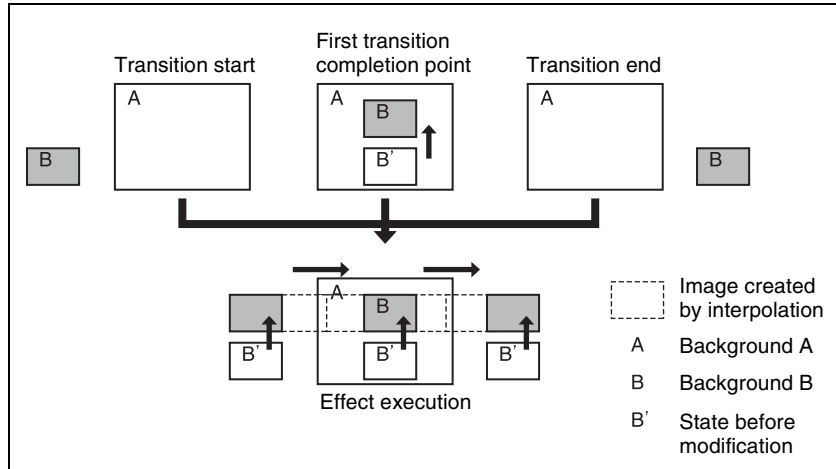 Transition start
First transition
completion point
Transition end
A
A
A
B
B
B'
B
A
B
B'
B'
B'
Effect execution
Image created
by interpolation
A Background A
B Background B
B' State before
modification